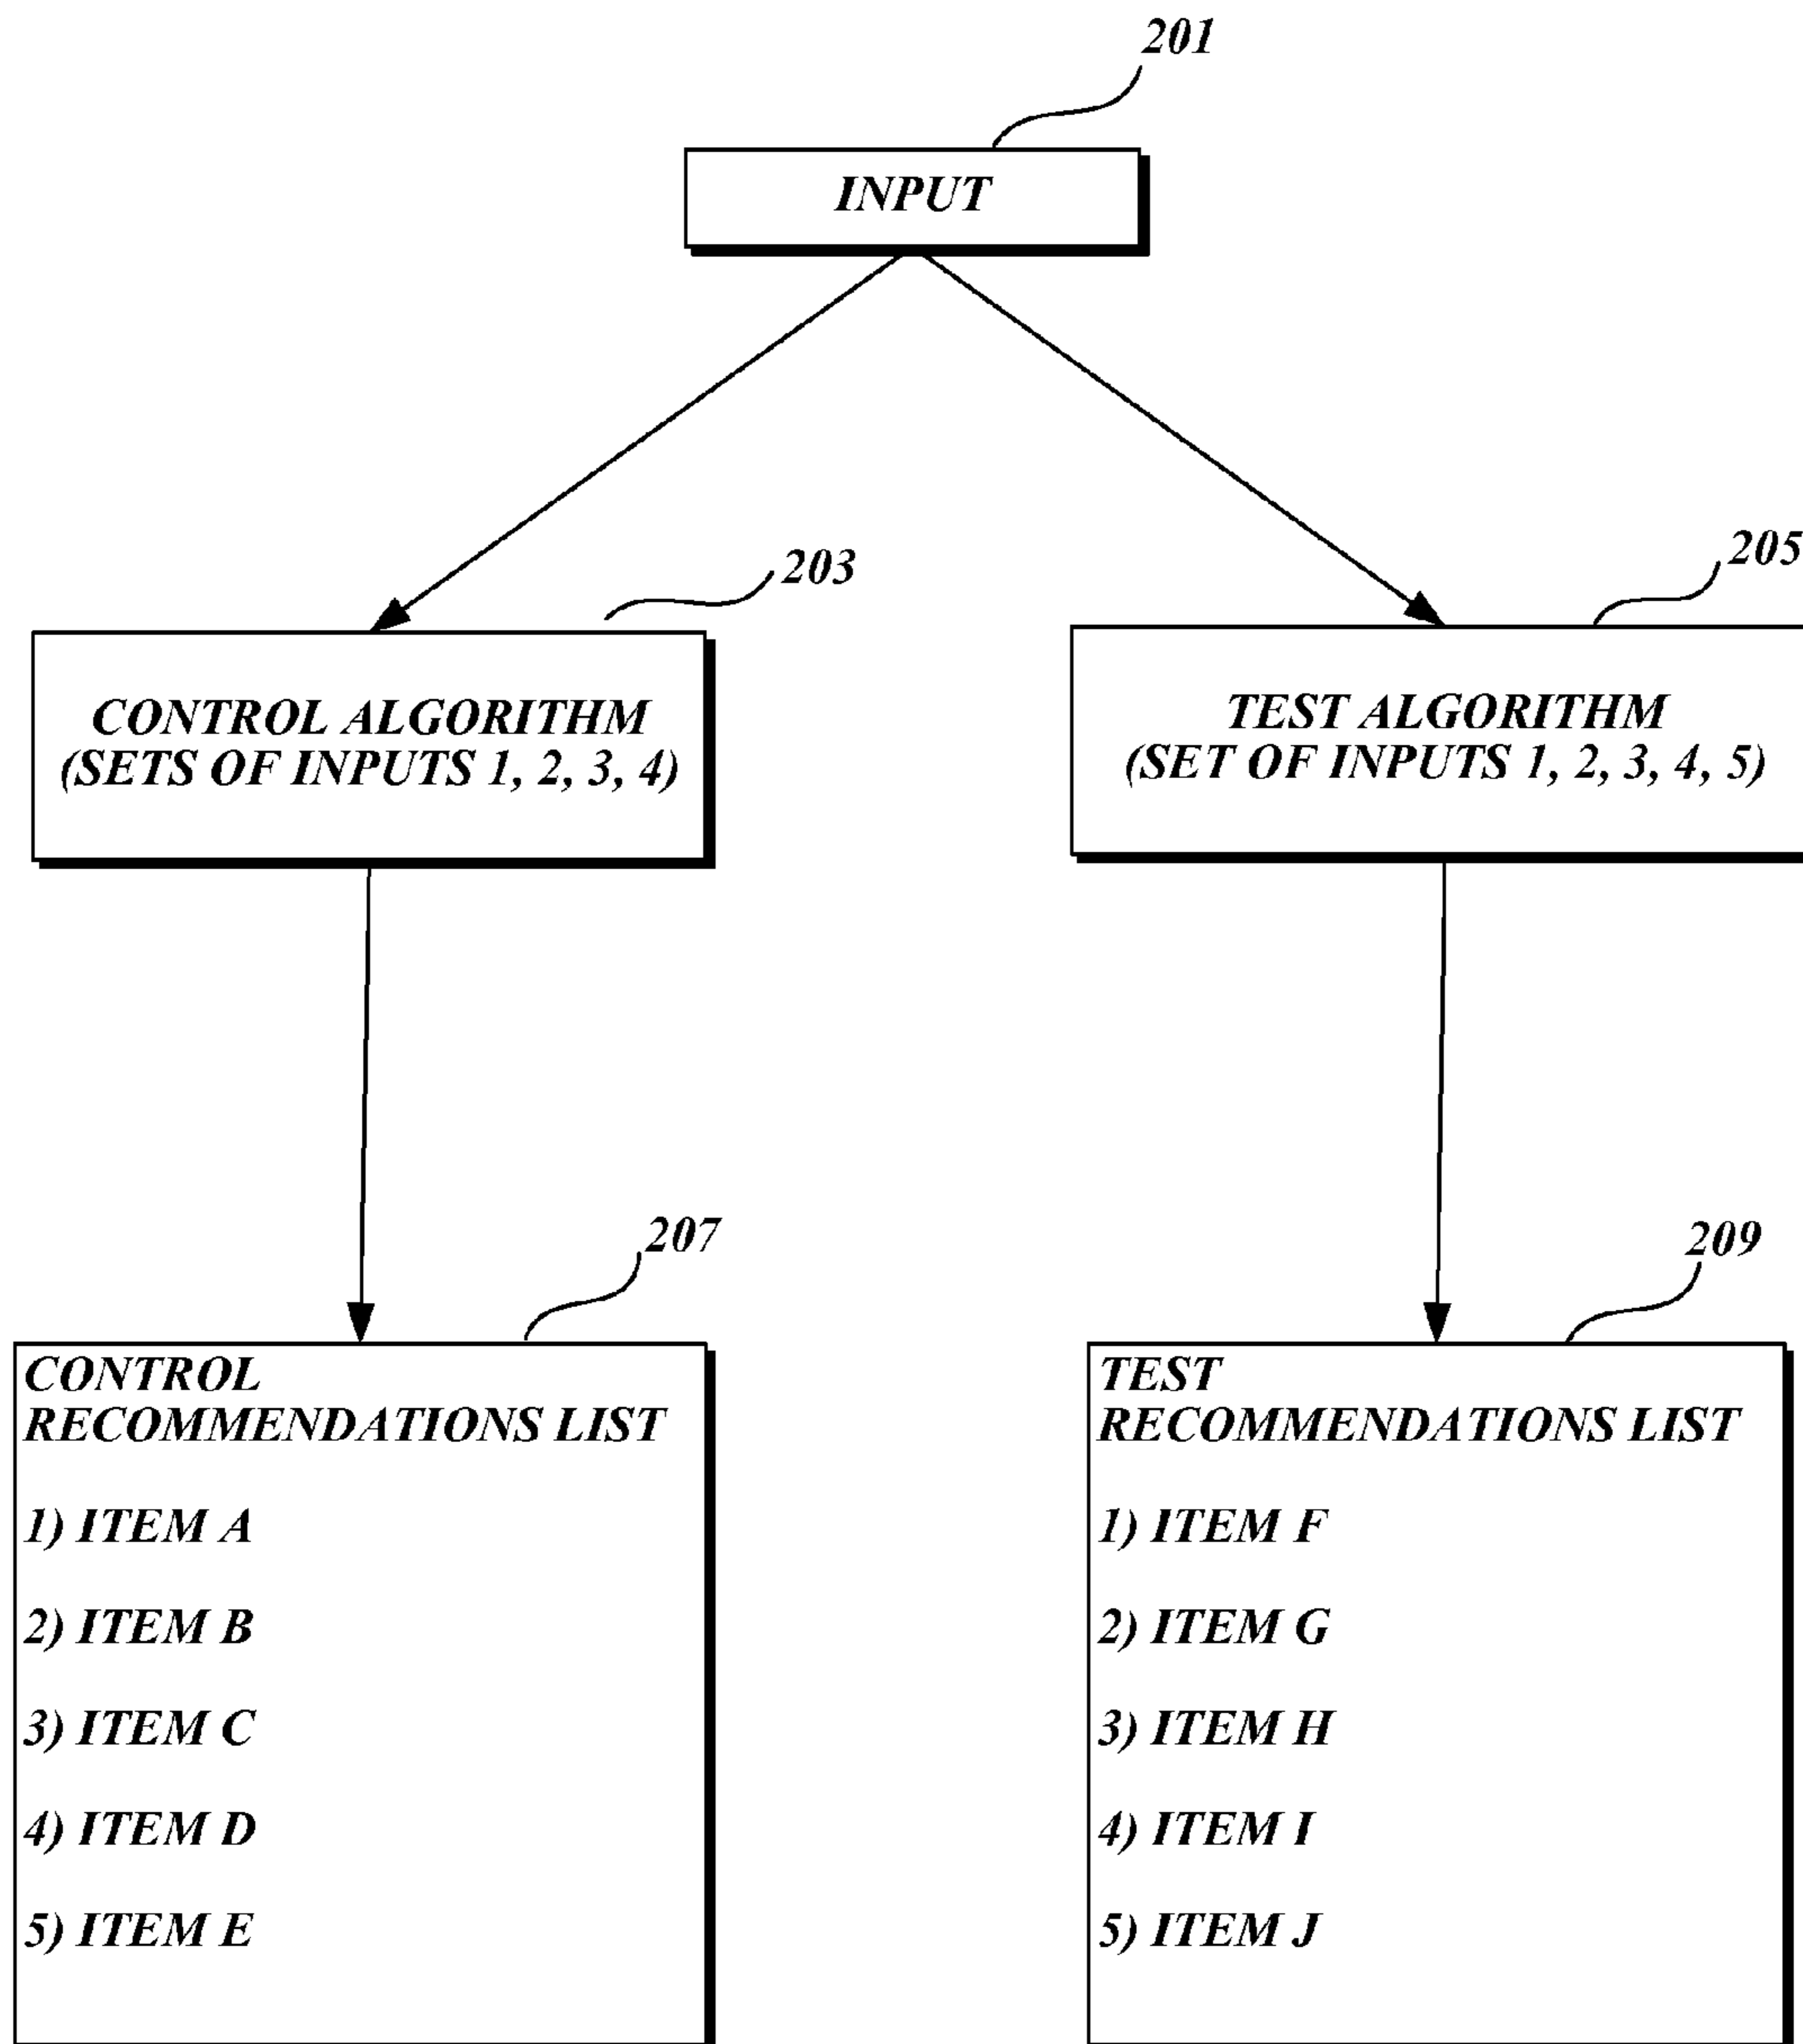 201
INPUT
203
205
CONTROL ALGORITHM
(SETS OF INPUTS 1, 2, 3, 4)
TEST ALGORITHM
(SET OF INPUTS 1, 2, 3, 4, 5)
207
209
CONTROL
RECOMMENDATIONS LIST
1) ITEM A
2) ITEM B
3) ITEM C
4) ITEM D
5) ITEM E
TEST
RECOMMENDATIONS LIST
1) ITEM F
2) ITEM G
3) ITEM H
4) ITEM I
5) ITEM J